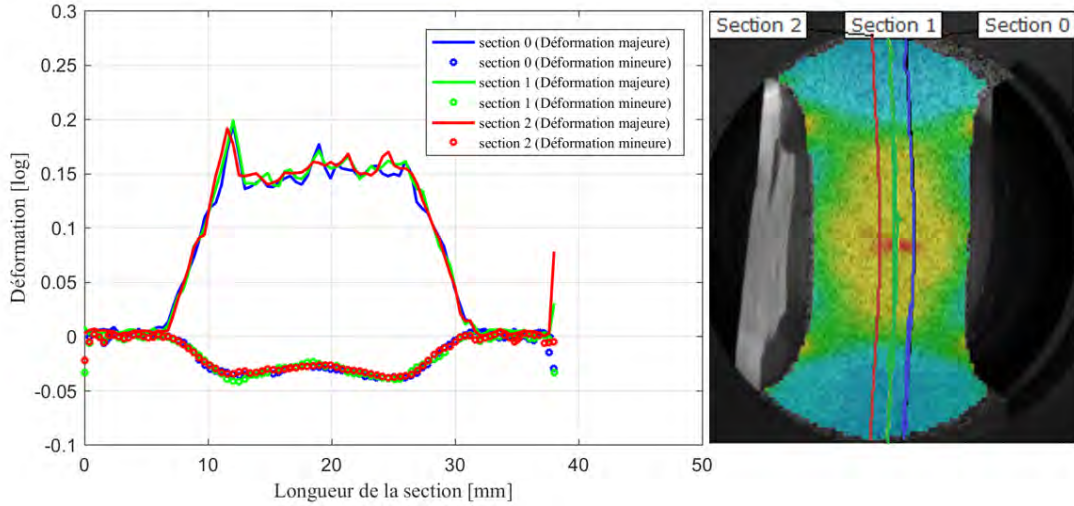 0.3
0.25
0.2
0.15
0.1
0.05
0
-0.05
-0.1
Déformation [log]
0 10 20 30 40 50
Longueur de la section [mm]
section 0 (Déformation majeure)
section 0 (Déformation mineure)
section 1 (Déformation majeure)
section 1 (Déformation mineure)
section 2 (Déformation majeure)
section 2 (Déformation mineure)
Section 2 Section 1 Section 0